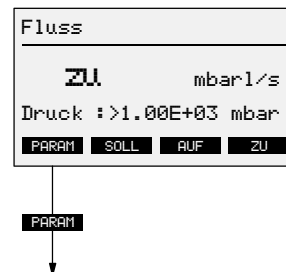 Fluss
ZU mbarl/s
Druck :>1.00E+03 mbar
PARAM SOLL AUF ZU
PARAM